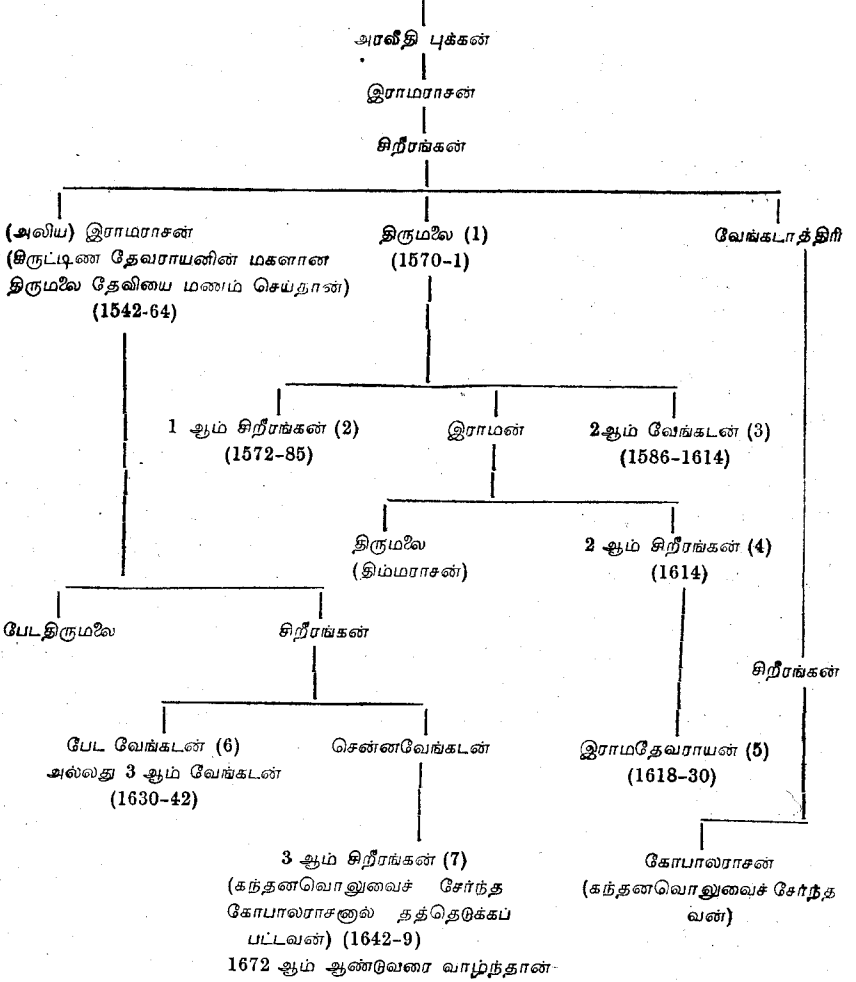 அரவீதி புக்கன்
இராமராசன்
சிறீரங்கன்
(அலிய) இராமராசன்
(கிருட்டிண தேவராயனின் மகளான
திருமலை தேவியை மணம் செய்தான்)
(1542-64)
திருமலை (1)
(1570-1)
வேங்கடாத்திரி
1 ஆம் சிறீரங்கன் (2)
(1572-85)
இராமன்
2ஆம் வேங்கடன் (3)
(1586-1614)
திருமலை
(திம்மராசன்)
2 ஆம் சிறீரங்கன் (4)
(1614)
பேடதிருமலை
சிறீரங்கன்
சிறீரங்கன்
பேட வேங்கடன் (6)
அல்லது 3 ஆம் வேங்கடன்
(1630-42)
சென்னவேங்கடன்
இராமதேவராயன் (5)
(1618-30)
3 ஆம் சிறீரங்கன் (7)
(கந்தனவொலுவைச் சேர்ந்த
கோபாலராசனால் தத்தெடுக்கப்
பட்டவன்) (1642-9)
1672 ஆம் ஆண்டுவரை வாழ்ந்தான்
கோபாலராசன்
(கந்தனவொலுவைச் சேர்ந்த
வன்)